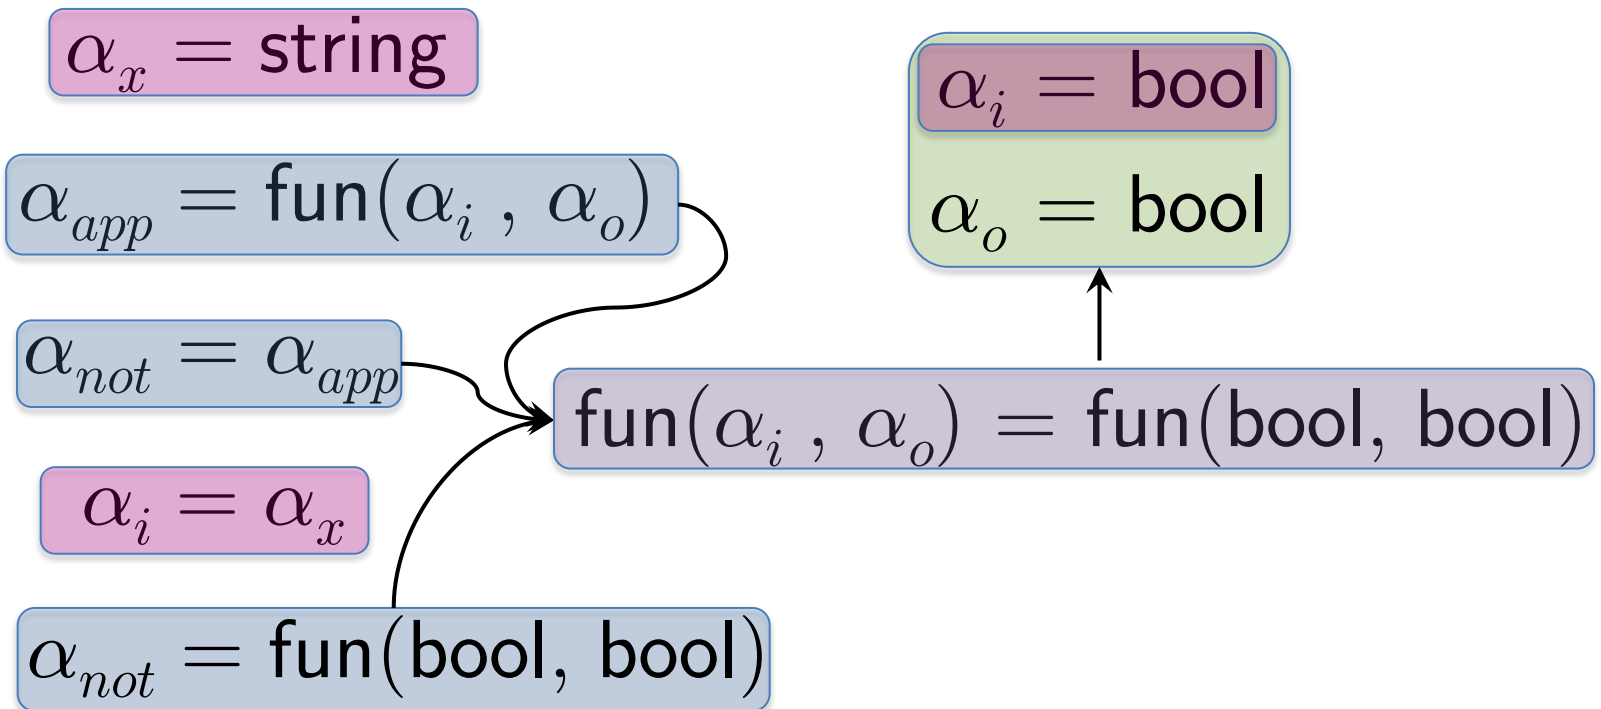 α_x = string
α_app = fun(α_i , α_o)
α_not = α_app
α_i = α_x
α_not = fun(bool, bool)
α_i = bool
α_o = bool
fun(α_i , α_o) = fun(bool, bool)